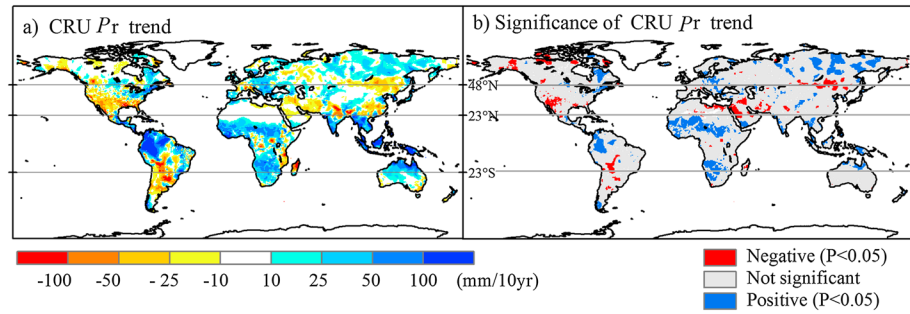 a) CRU Pr trend
b) Significance of CRU Pr trend
48°N
23°N
23°S
-100 -50 -25 -10 10 25 50 100 (mm/10yr)
Negative (P<0.05)
Not significant
Positive (P<0.05)